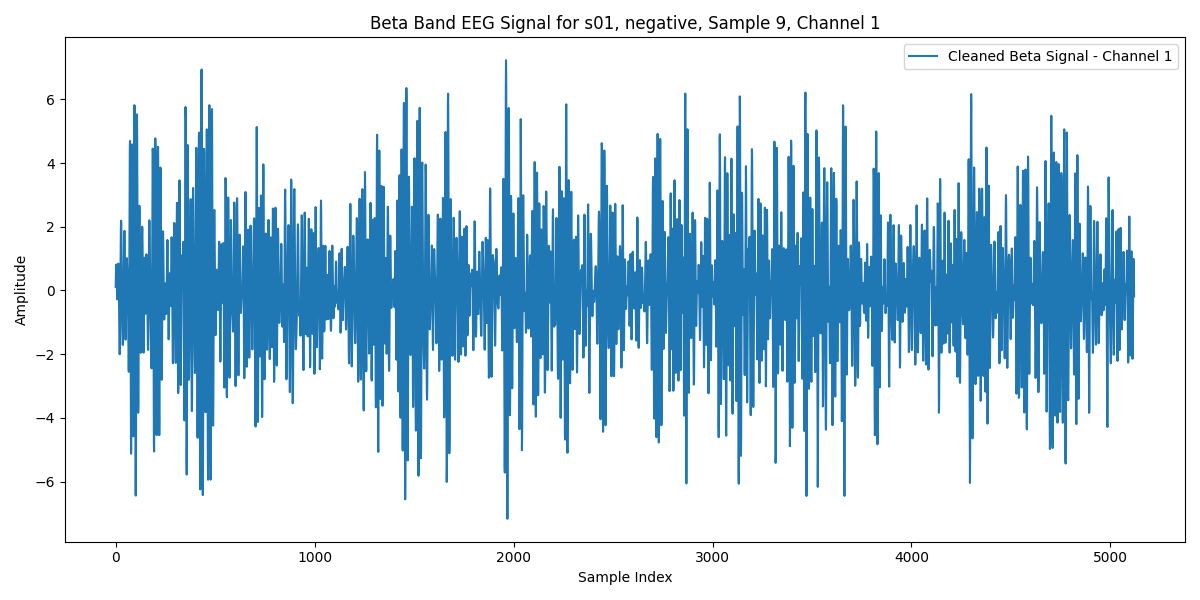 Beta Band EEG Signal for s01, negative, Sample 9, Channel 1
Cleaned Beta Signal - Channel 1
Amplitude
6
4
2
0
−2
−4
−6
0 1000 2000 3000 4000 5000
Sample Index